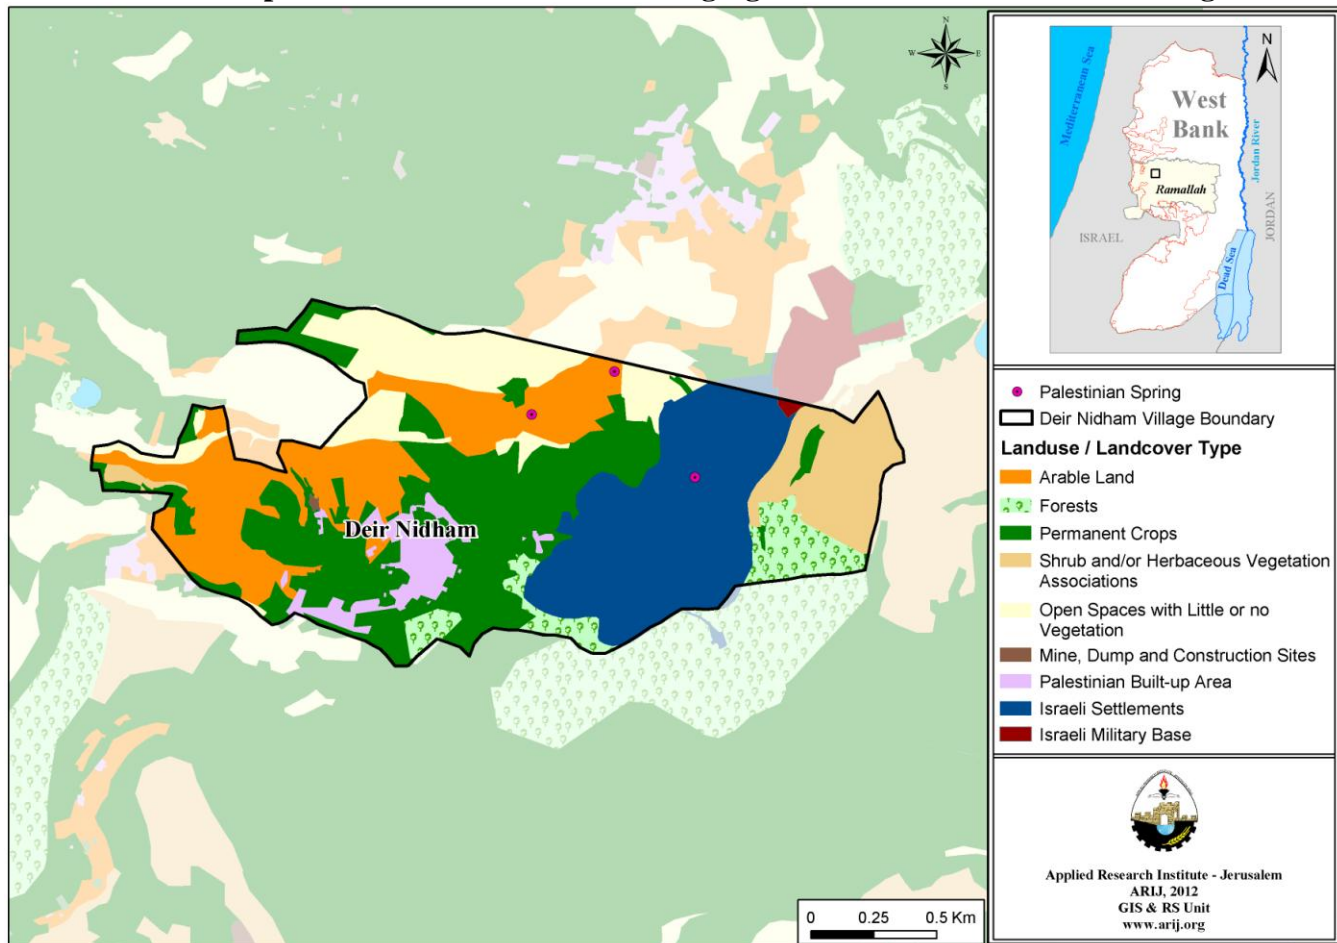 N
W
E
S
Deir Nidham
0 0.25 0.5 Km
N
Mediterranean Sea
West
Bank
Jordan River
Ramallah
JORDAN
ISRAEL
Dead Sea
Palestinian Spring
Deir Nidham Village Boundary
Landuse / Landcover Type
Arable Land
Forests
Permanent Crops
Shrub and/or Herbaceous Vegetation
Associations
Open Spaces with Little or no
Vegetation
Mine, Dump and Construction Sites
Palestinian Built-up Area
Israeli Settlements
Israeli Military Base
Applied Research Institute - Jerusalem
ARIJ, 2012
GIS & RS Unit
www.arij.org